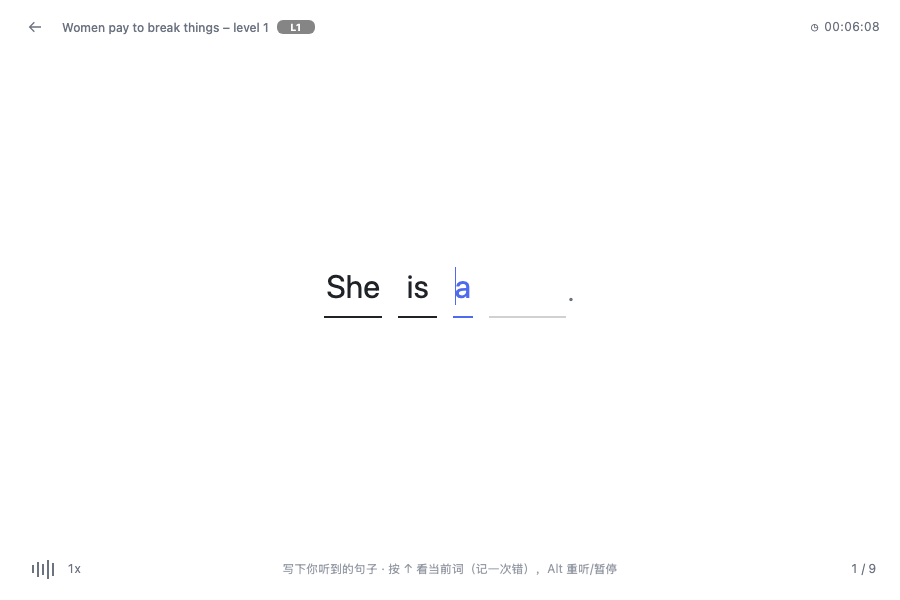 ← Women pay to break things – level 1 L1 00:06:08
She is a .
1x 写下你听到的句子 · 按 ↑ 看当前词（记一次错），Alt 重听/暂停 1 / 9